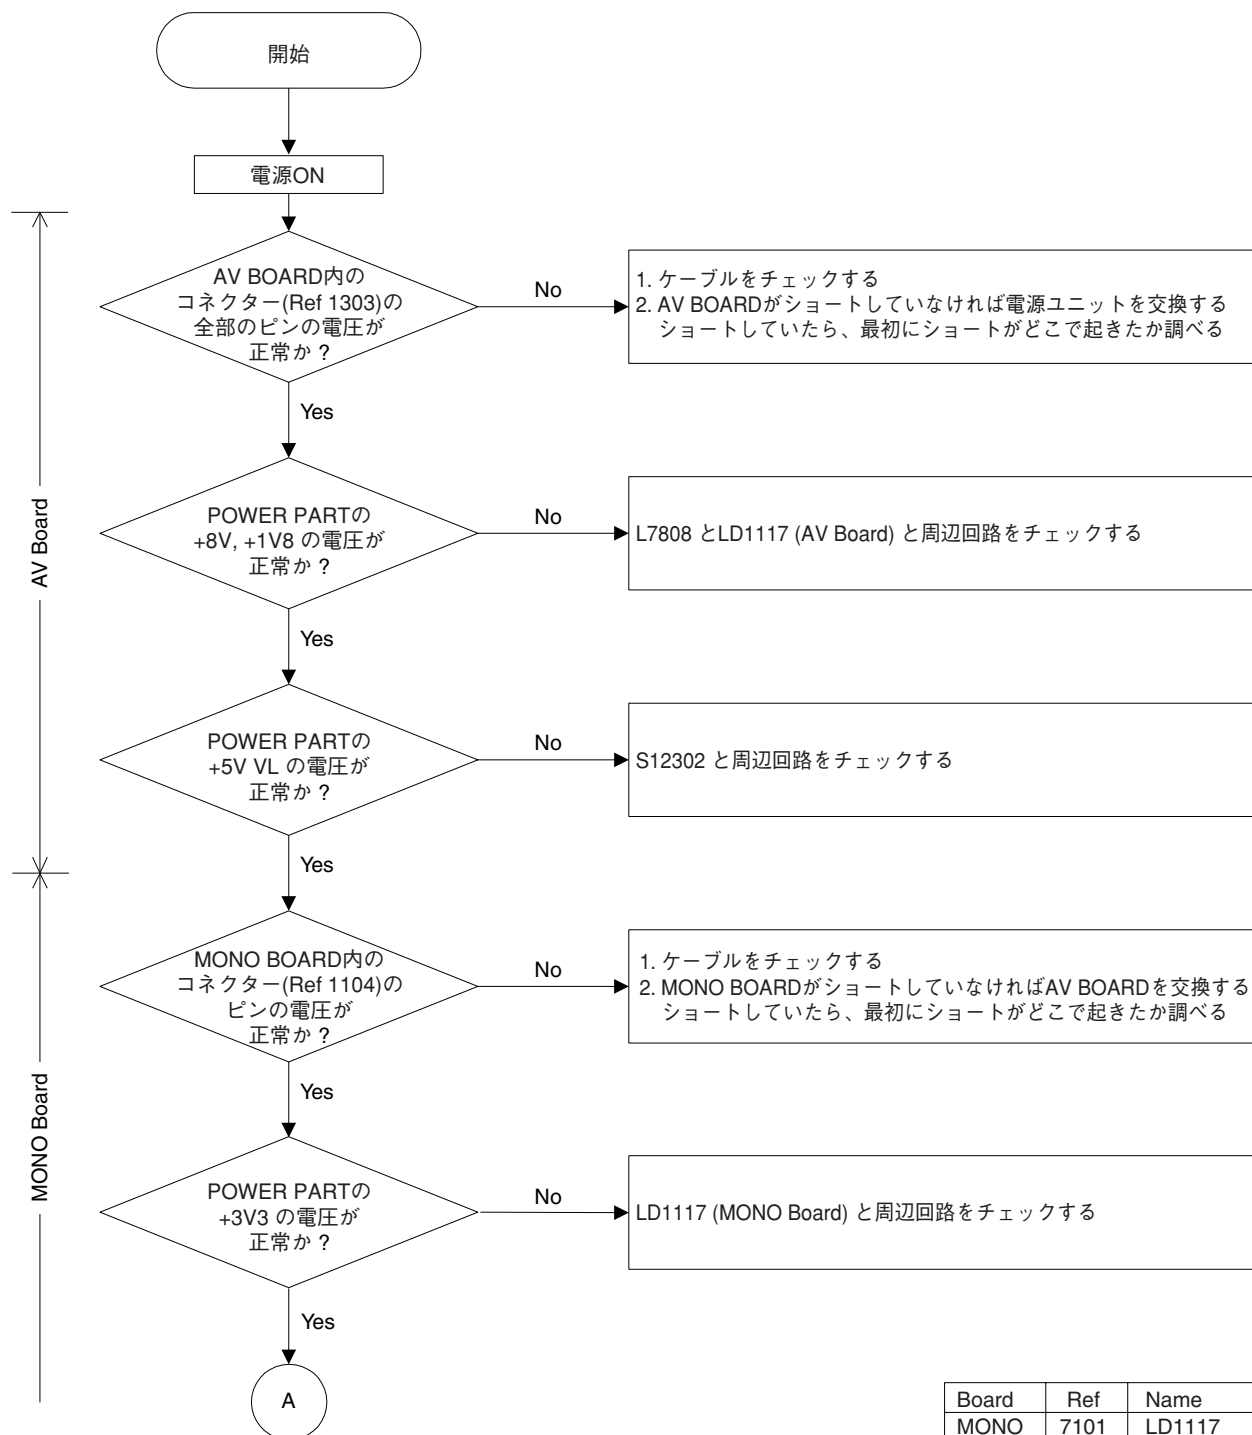 開始
電源ON
AV BOARD内の
コネクター(Ref 1303)の
全部のピンの電圧が
正常か ?
No
1. ケーブルをチェックする
2. AV BOARDがショートしていなければ電源ユニットを交換する
ショートしていたら、最初にショートがどこで起きたか調べる
Yes
POWER PARTの
+8V, +1V8 の電圧が
正常か ?
No
L7808 とLD1117 (AV Board) と周辺回路をチェックする
Yes
AV Board
POWER PARTの
+5V VL の電圧が
正常か ?
No
S12302 と周辺回路をチェックする
Yes
MONO BOARD内の
コネクター(Ref 1104)の
ピンの電圧が
正常か ?
No
1. ケーブルをチェックする
2. MONO BOARDがショートしていなければAV BOARDを交換する
ショートしていたら、最初にショートがどこで起きたか調べる
Yes
MONO Board
POWER PARTの
+3V3 の電圧が
正常か ?
No
LD1117 (MONO Board) と周辺回路をチェックする
Yes
A
Board Ref Name
MONO 7101 LD1117